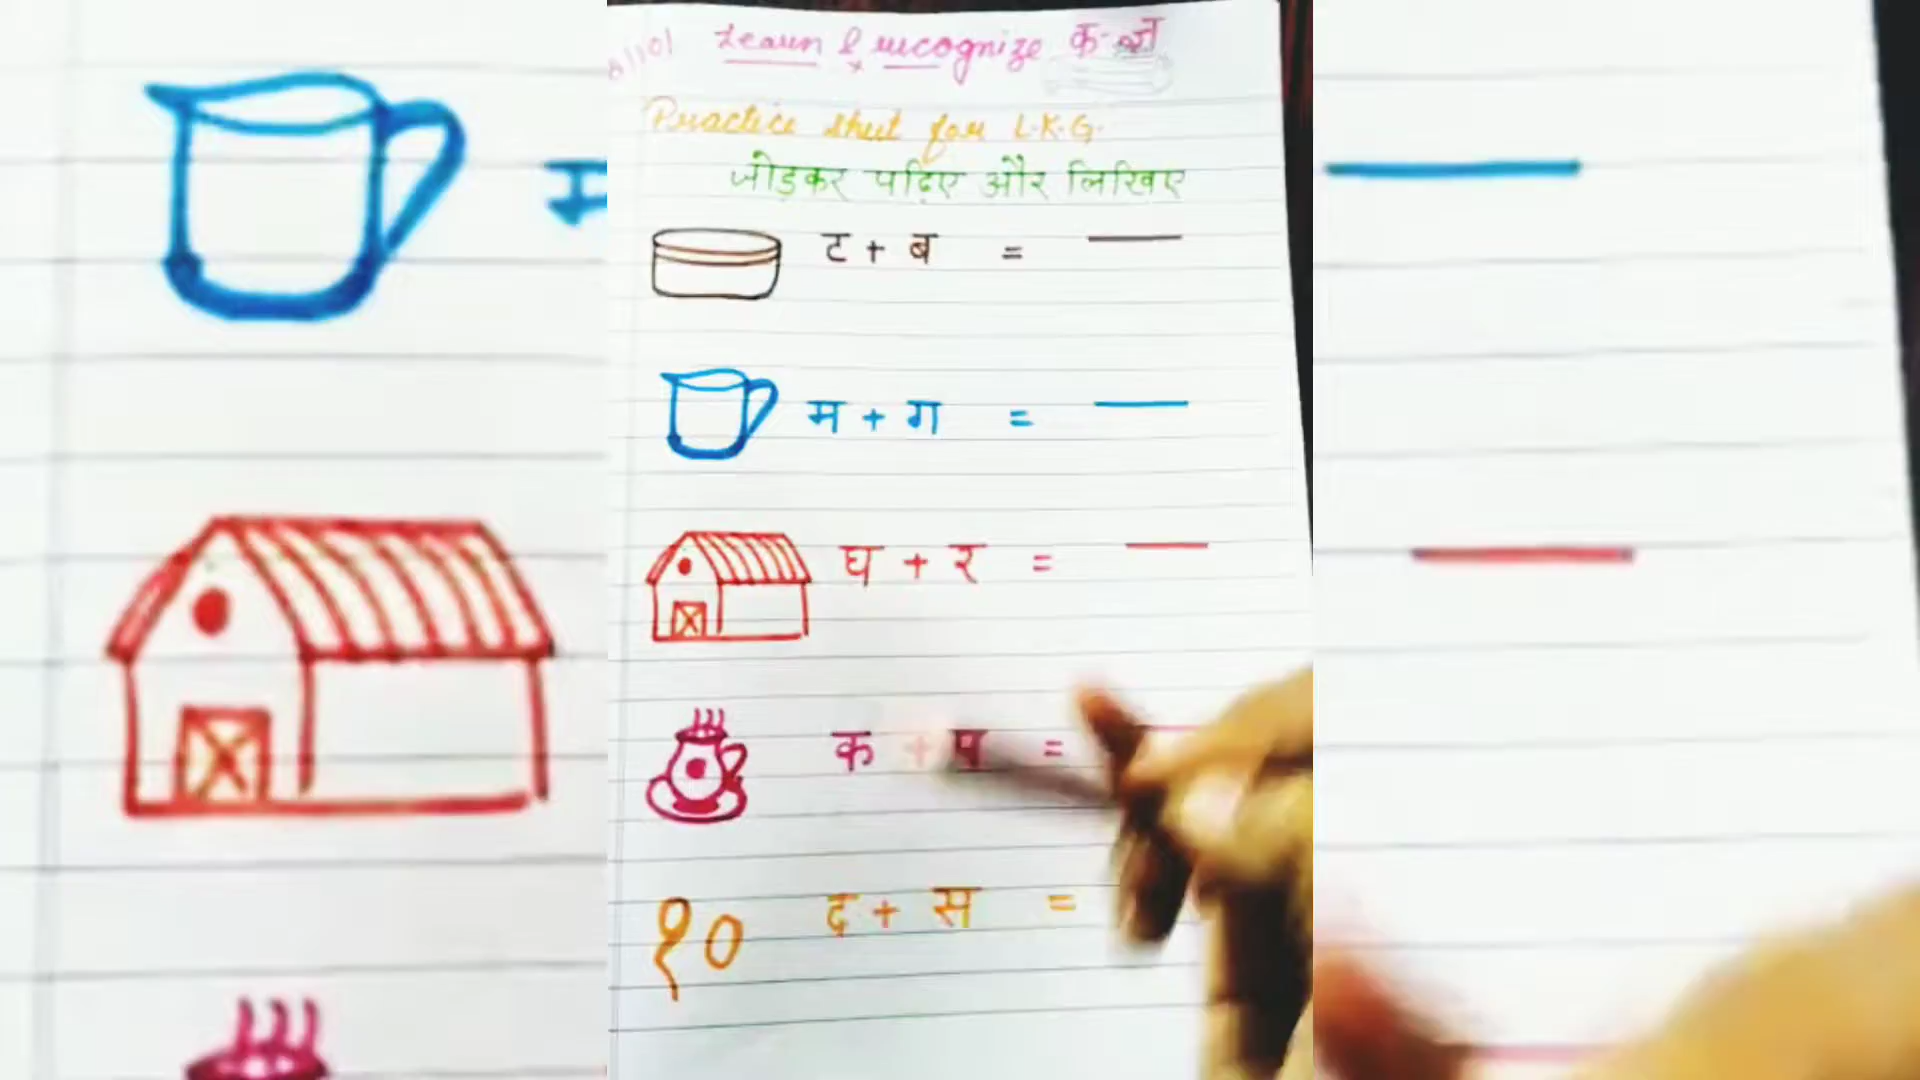 Learn & recognize क-ज्ञ
Practice sheet for L.K.G.
जोड़कर पढ़िए और लिखिए
ट + ब =
म + ग =
घ + र =
क + प =
१० द + स =